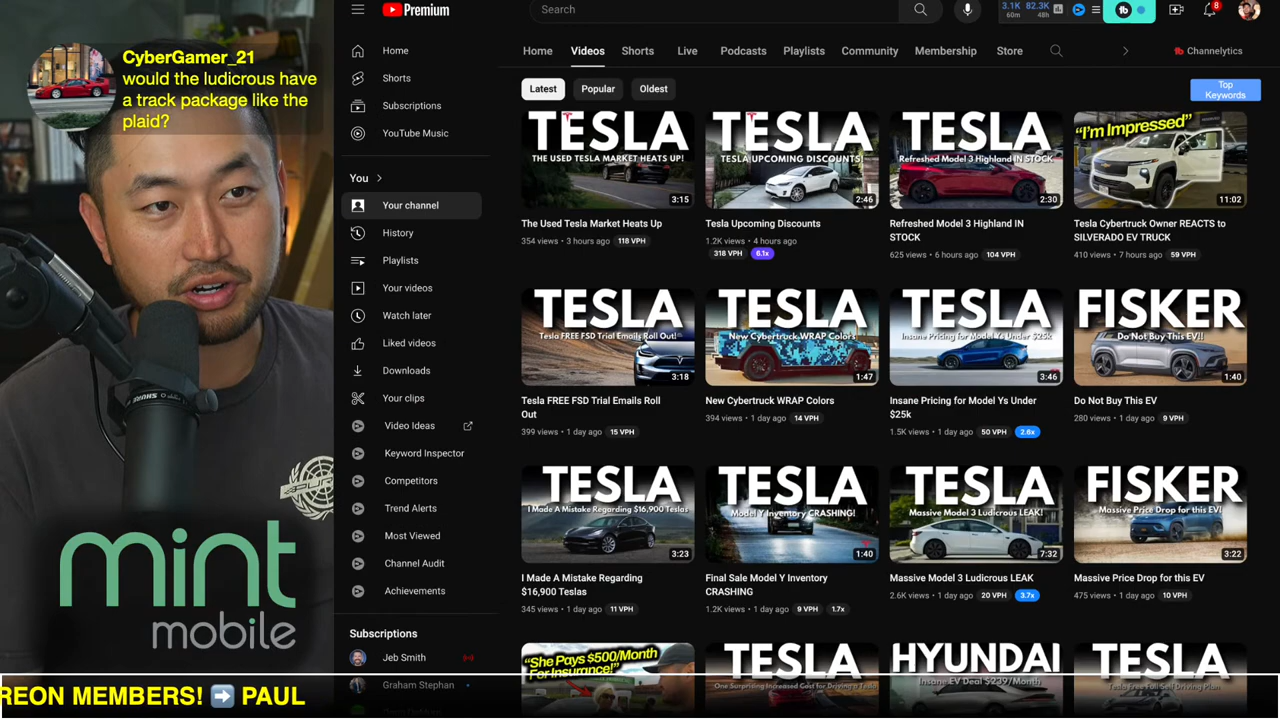 CyberGamer_21
would the ludicrous have
a track package like the
plaid?
mint
mobile
REON MEMBERS! ➡️ PAUL
Premium
Search
3.1K 82.3K
60m 48h
8
Home
Shorts
Subscriptions
YouTube Music
You
Your channel
History
Playlists
Your videos
Watch later
Liked videos
Downloads
Your clips
Video Ideas
Keyword Inspector
Competitors
Trend Alerts
Most Viewed
Channel Audit
Achievements
Subscriptions
Jeb Smith
Graham Stephan
Home Videos Shorts Live Podcasts Playlists Community Membership Store
Channelytics
Latest Popular Oldest
Top
Keywords
TESLA
THE USED TESLA MARKET HEATS UP!
3:15
The Used Tesla Market Heats Up
354 views • 3 hours ago 118 VPH
TESLA
TESLA UPCOMING DISCOUNTS!
2:46
Tesla Upcoming Discounts
1.2K views • 4 hours ago
318 VPH 6.1x
TESLA
Refreshed Model 3 Highland IN STOCK
2:30
Refreshed Model 3 Highland IN
STOCK
625 views • 6 hours ago 104 VPH
"I'm Impressed"
11:02
Tesla Cybertruck Owner REACTS to
SILVERADO EV TRUCK
410 views • 7 hours ago 59 VPH
TESLA
Tesla FREE FSD Trial Emails Roll Out!
3:18
Tesla FREE FSD Trial Emails Roll
Out
399 views • 1 day ago 15 VPH
TESLA
New Cybertruck WRAP Colors
1:47
New Cybertruck WRAP Colors
394 views • 1 day ago 14 VPH
TESLA
Insane Pricing for Model Ys Under $25k
3:46
Insane Pricing for Model Ys Under
$25k
1.5K views • 1 day ago 50 VPH 2.6x
FISKER
Do Not Buy This EV!!
1:40
Do Not Buy This EV
280 views • 1 day ago 9 VPH
TESLA
I Made A Mistake Regarding $16,900 Teslas
3:23
I Made A Mistake Regarding
$16,900 Teslas
345 views • 1 day ago 11 VPH
TESLA
Model Y Inventory CRASHING!
1:40
Final Sale Model Y Inventory
CRASHING
1.2K views • 1 day ago 9 VPH 1.7x
TESLA
Massive Model 3 Ludicrous LEAK!
7:32
Massive Model 3 Ludicrous LEAK
2.6K views • 1 day ago 20 VPH 3.7x
FISKER
Massive Price Drop for this EV!
3:22
Massive Price Drop for this EV
475 views • 1 day ago 10 VPH
"She Pays $500/Month
For Insurance!"
TESLA
One Surprising Increased Cost for Driving a Tesla
HYUNDAI
Insane EV Deal $239/Month
TESLA
Tesla Free Full Self Driving Plan